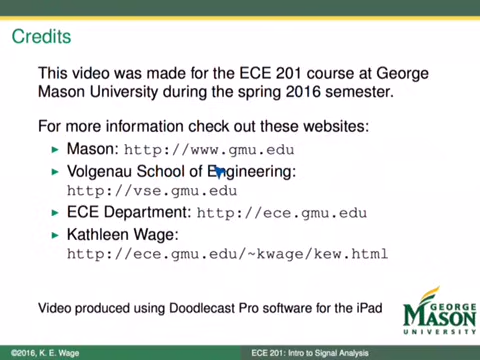 Credits
This video was made for the ECE 201 course at George
Mason University during the spring 2016 semester.
For more information check out these websites:
Mason: http://www.gmu.edu
Volgenau School of Engineering:
http://vse.gmu.edu
ECE Department: http://ece.gmu.edu
Kathleen Wage:
http://ece.gmu.edu/~kwage/kew.html
Video produced using Doodlecast Pro software for the iPad
GEORGE
MASON
UNIVERSITY
©2016, K. E. Wage
ECE 201: Intro to Signal Analysis